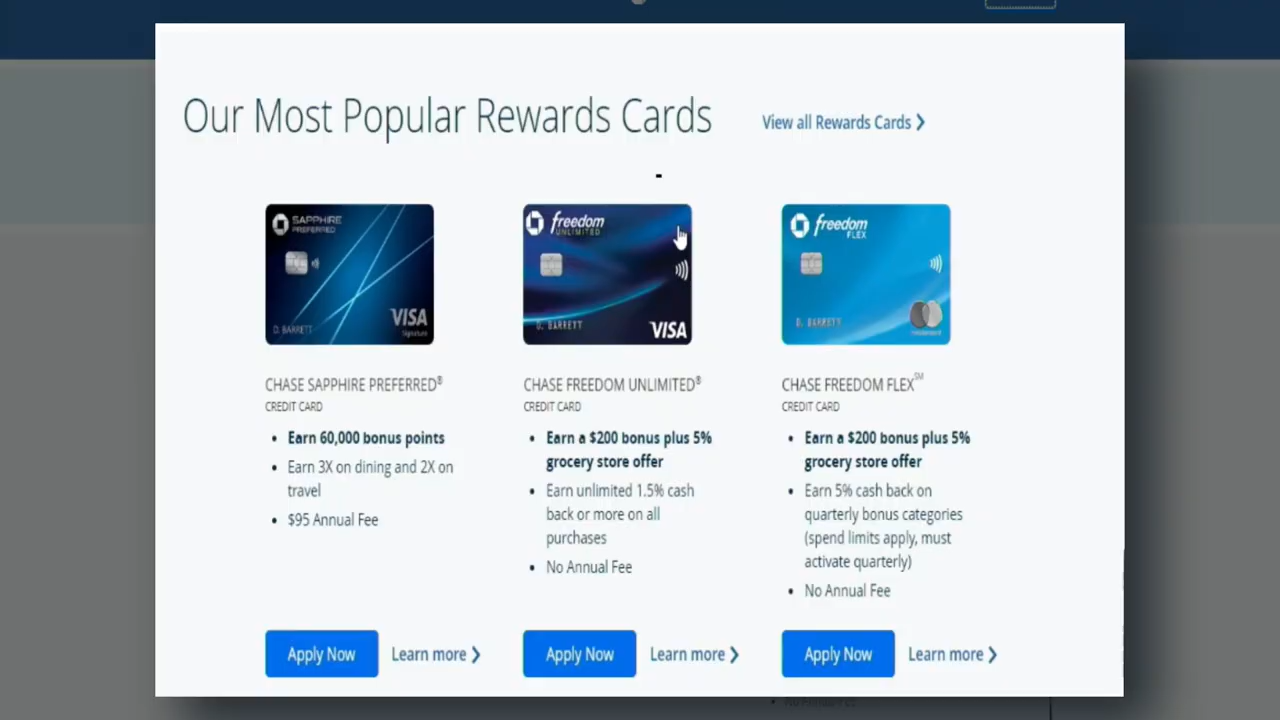 Our Most Popular Rewards Cards
View all Rewards Cards ❯
SAPPHIRE
PREFERRED
VISA
Signature
D. BARRETT
freedom
UNLIMITED
D. BARRETT
VISA
freedom
FLEX
D. BARRETT
CHASE SAPPHIRE PREFERRED®
CREDIT CARD
• Earn 60,000 bonus points
• Earn 3X on dining and 2X on
travel
• $95 Annual Fee
CHASE FREEDOM UNLIMITED®
CREDIT CARD
• Earn a $200 bonus plus 5%
grocery store offer
• Earn unlimited 1.5% cash
back or more on all
purchases
• No Annual Fee
CHASE FREEDOM FLEX℠
CREDIT CARD
• Earn a $200 bonus plus 5%
grocery store offer
• Earn 5% cash back on
quarterly bonus categories
(spend limits apply, must
activate quarterly)
• No Annual Fee
Apply Now
Learn more ❯
Apply Now
Learn more ❯
Apply Now
Learn more ❯